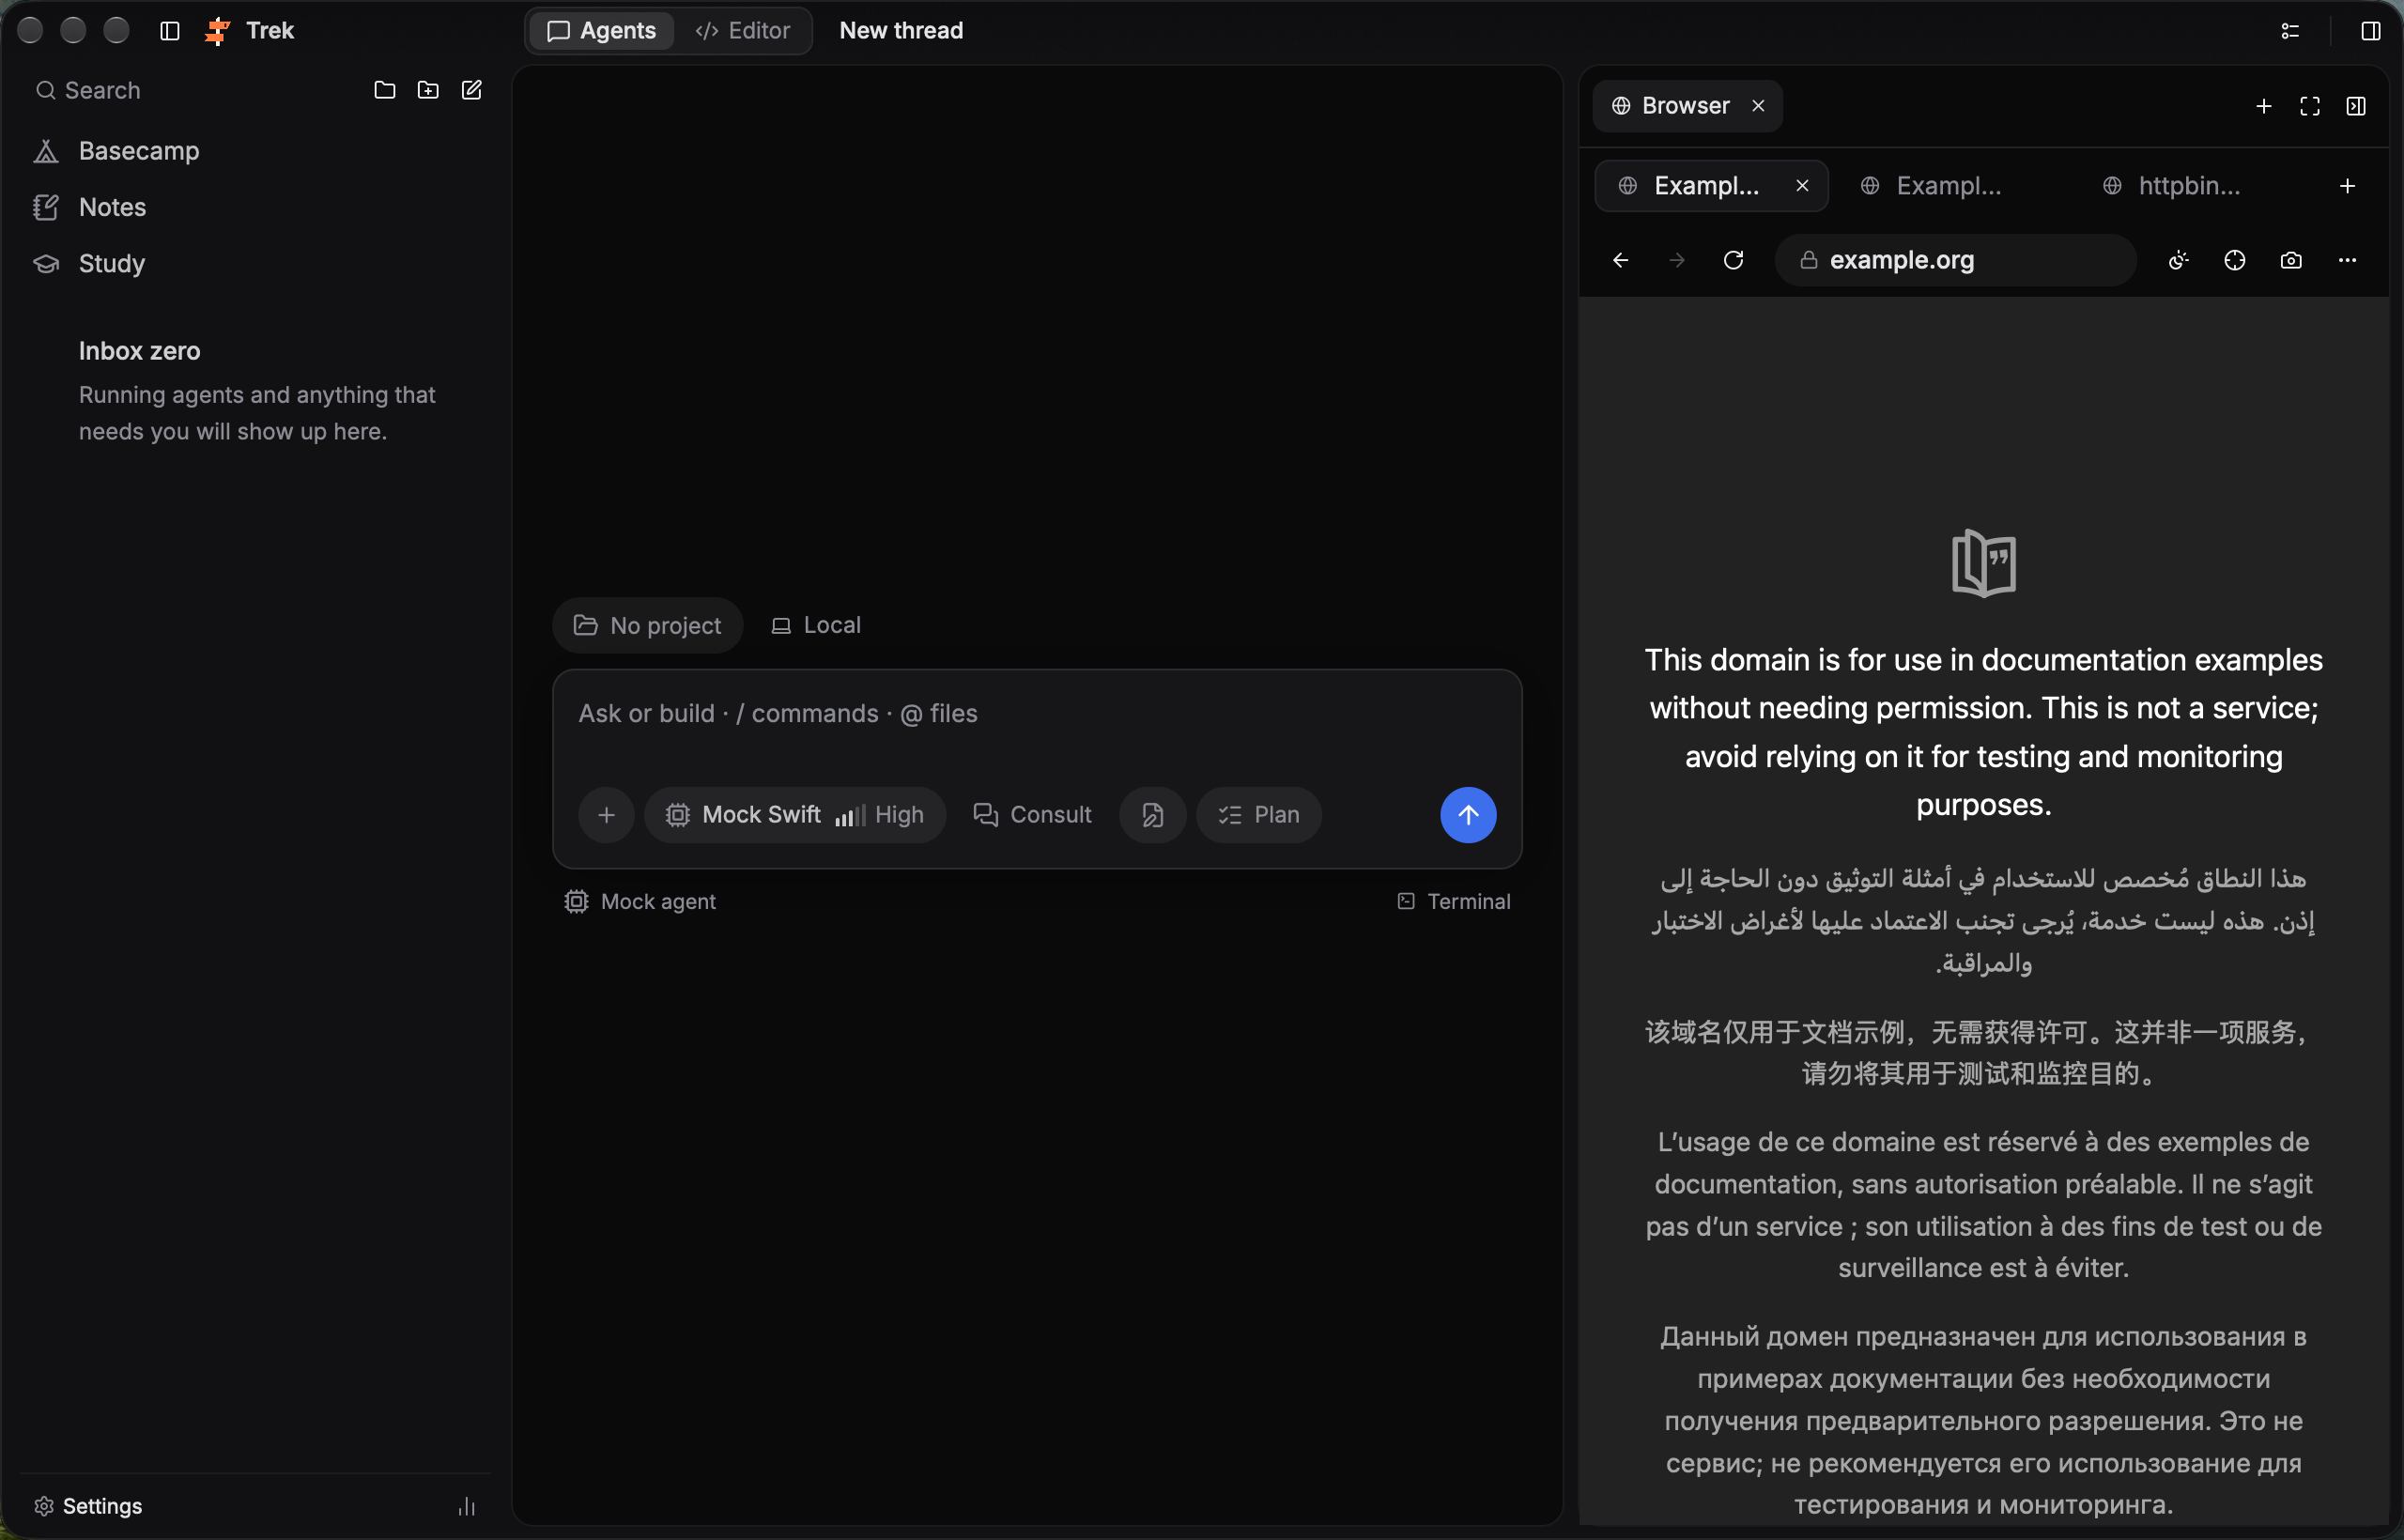 Trek
Agents
Editor
New thread
Search
Basecamp
Notes
Study
Inbox zero
Running agents and anything that
needs you will show up here.
Settings
No project
Local
Ask or build · / commands · @ files
Mock Swift
High
Consult
Plan
Mock agent
Terminal
Browser
Exampl...
Exampl...
httpbin...
example.org
This domain is for use in documentation examples
without needing permission. This is not a service;
avoid relying on it for testing and monitoring
purposes.
هذا النطاق مُخصص للاستخدام في أمثلة التوثيق دون الحاجة إلى
إذن. هذه ليست خدمة، يُرجى تجنب الاعتماد عليها لأغراض الاختبار
والمراقبة.
该域名仅用于文档示例，无需获得许可。这并非一项服务，
请勿将其用于测试和监控目的。
L’usage de ce domaine est réservé à des exemples de
documentation, sans autorisation préalable. Il ne s’agit
pas d’un service ; son utilisation à des fins de test ou de
surveillance est à éviter.
Данный домен предназначен для использования в
примерах документации без необходимости
получения предварительного разрешения. Это не
сервис; не рекомендуется его использование для
тестирования и мониторинга.